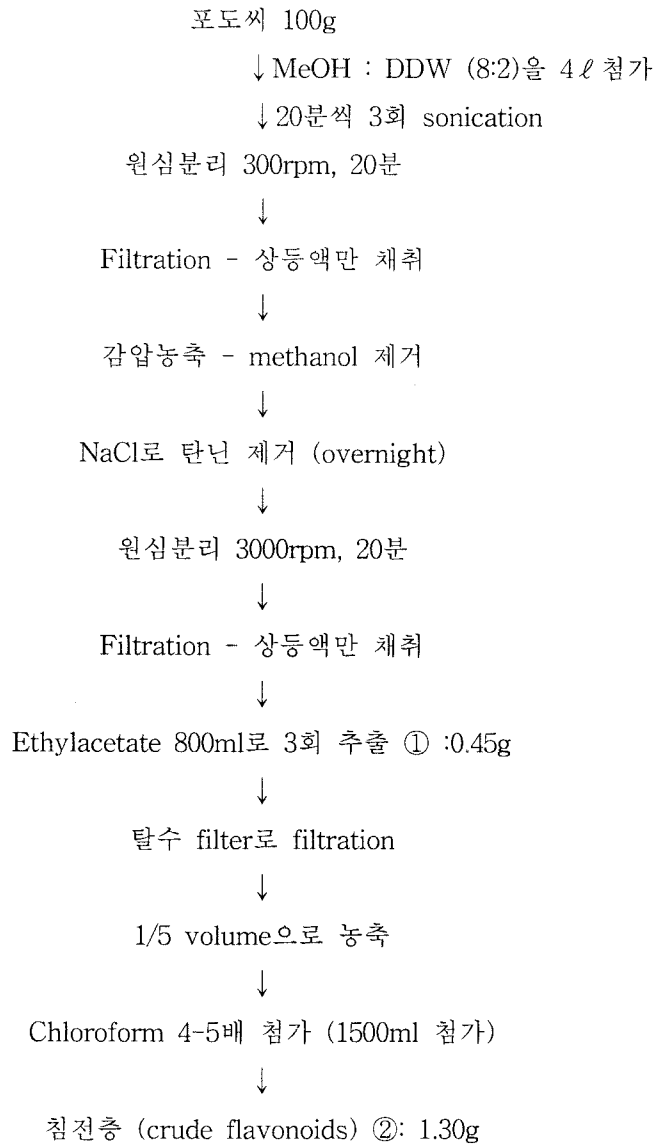 포도씨 100g
↓ MeOH : DDW (8:2)을 4ℓ 첨가
↓ 20분씩 3회 sonication
원심분리 300rpm, 20분
↓
Filtration - 상등액만 채취
↓
감압농축 - methanol 제거
↓
NaCl로 탄닌 제거 (overnight)
↓
원심분리 3000rpm, 20분
↓
Filtration - 상등액만 채취
↓
Ethylacetate 800ml로 3회 추출 ① :0.45g
↓
탈수 filter로 filtration
↓
1/5 volume으로 농축
↓
Chloroform 4-5배 첨가 (1500ml 첨가)
↓
침전층 (crude flavonoids) ②: 1.30g